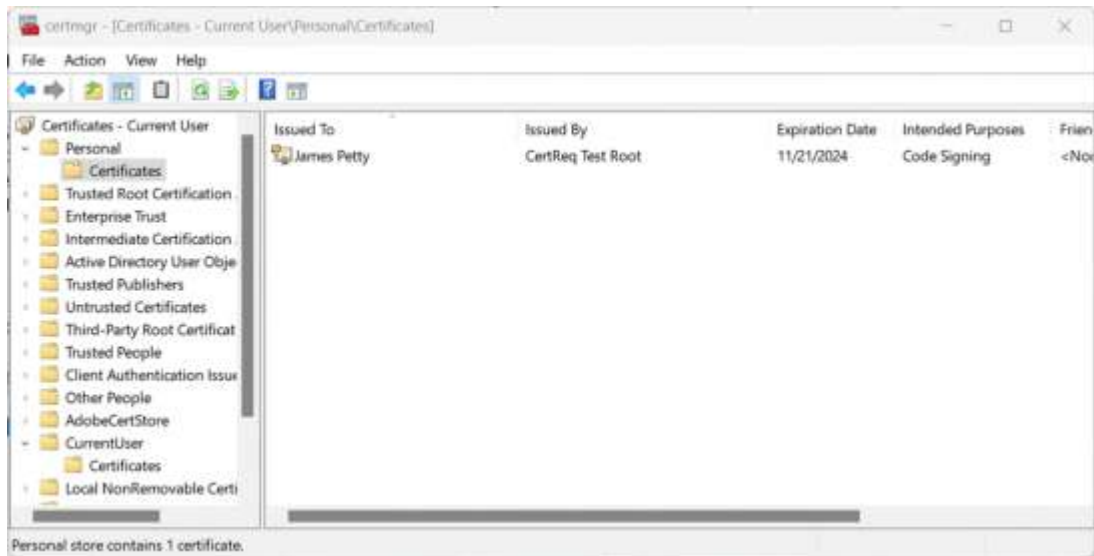 certmgr - [Certificates - Current User\Personal\Certificates]
File Action View Help
Certificates - Current User
Personal
Certificates
Trusted Root Certification
Enterprise Trust
Intermediate Certification
Active Directory User Obje
Trusted Publishers
Untrusted Certificates
Third-Party Root Certificat
Trusted People
Client Authentication Issue
Other People
AdobeCertStore
CurrentUser
Certificates
Local NonRemovable Certi
Issued To Issued By Expiration Date Intended Purposes Frien
James Petty CertReq Test Root 11/21/2024 Code Signing <No
Personal store contains 1 certificate.